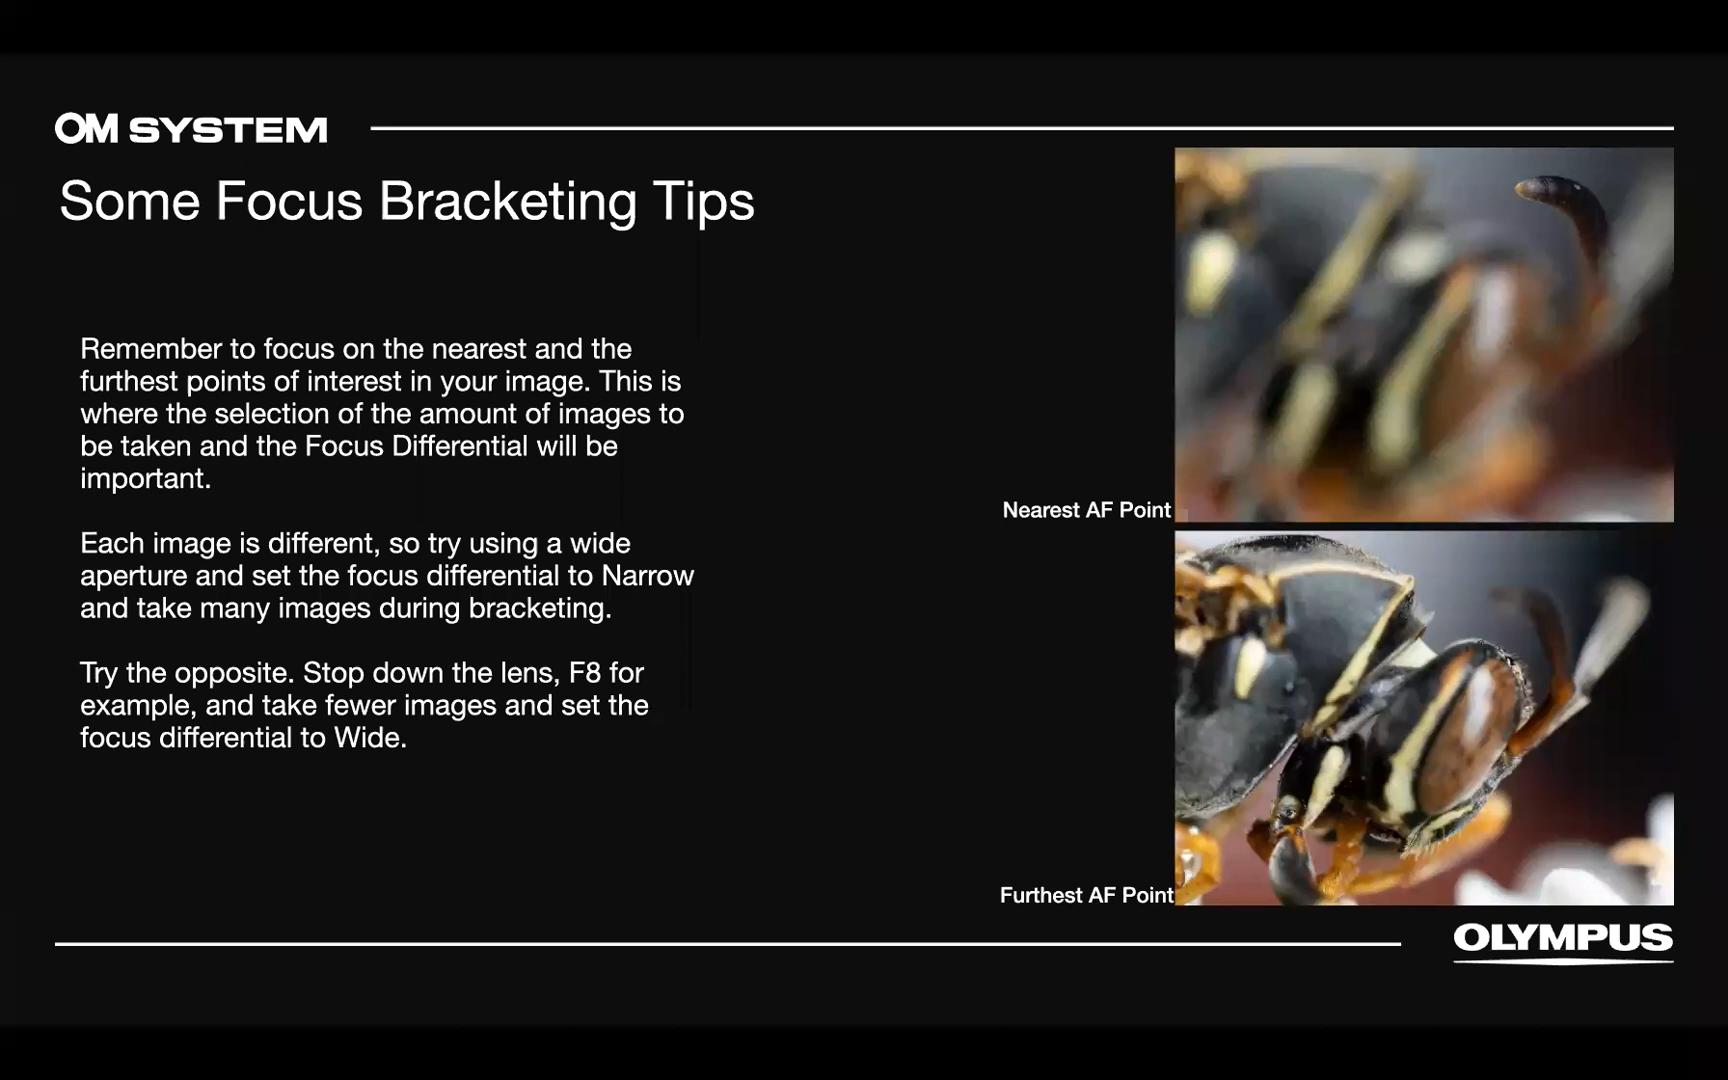 OM SYSTEM
Some Focus Bracketing Tips
Remember to focus on the nearest and the
furthest points of interest in your image. This is
where the selection of the amount of images to
be taken and the Focus Differential will be
important.
Each image is different, so try using a wide
aperture and set the focus differential to Narrow
and take many images during bracketing.
Try the opposite. Stop down the lens, F8 for
example, and take fewer images and set the
focus differential to Wide.
Nearest AF Point
Furthest AF Point
OLYMPUS